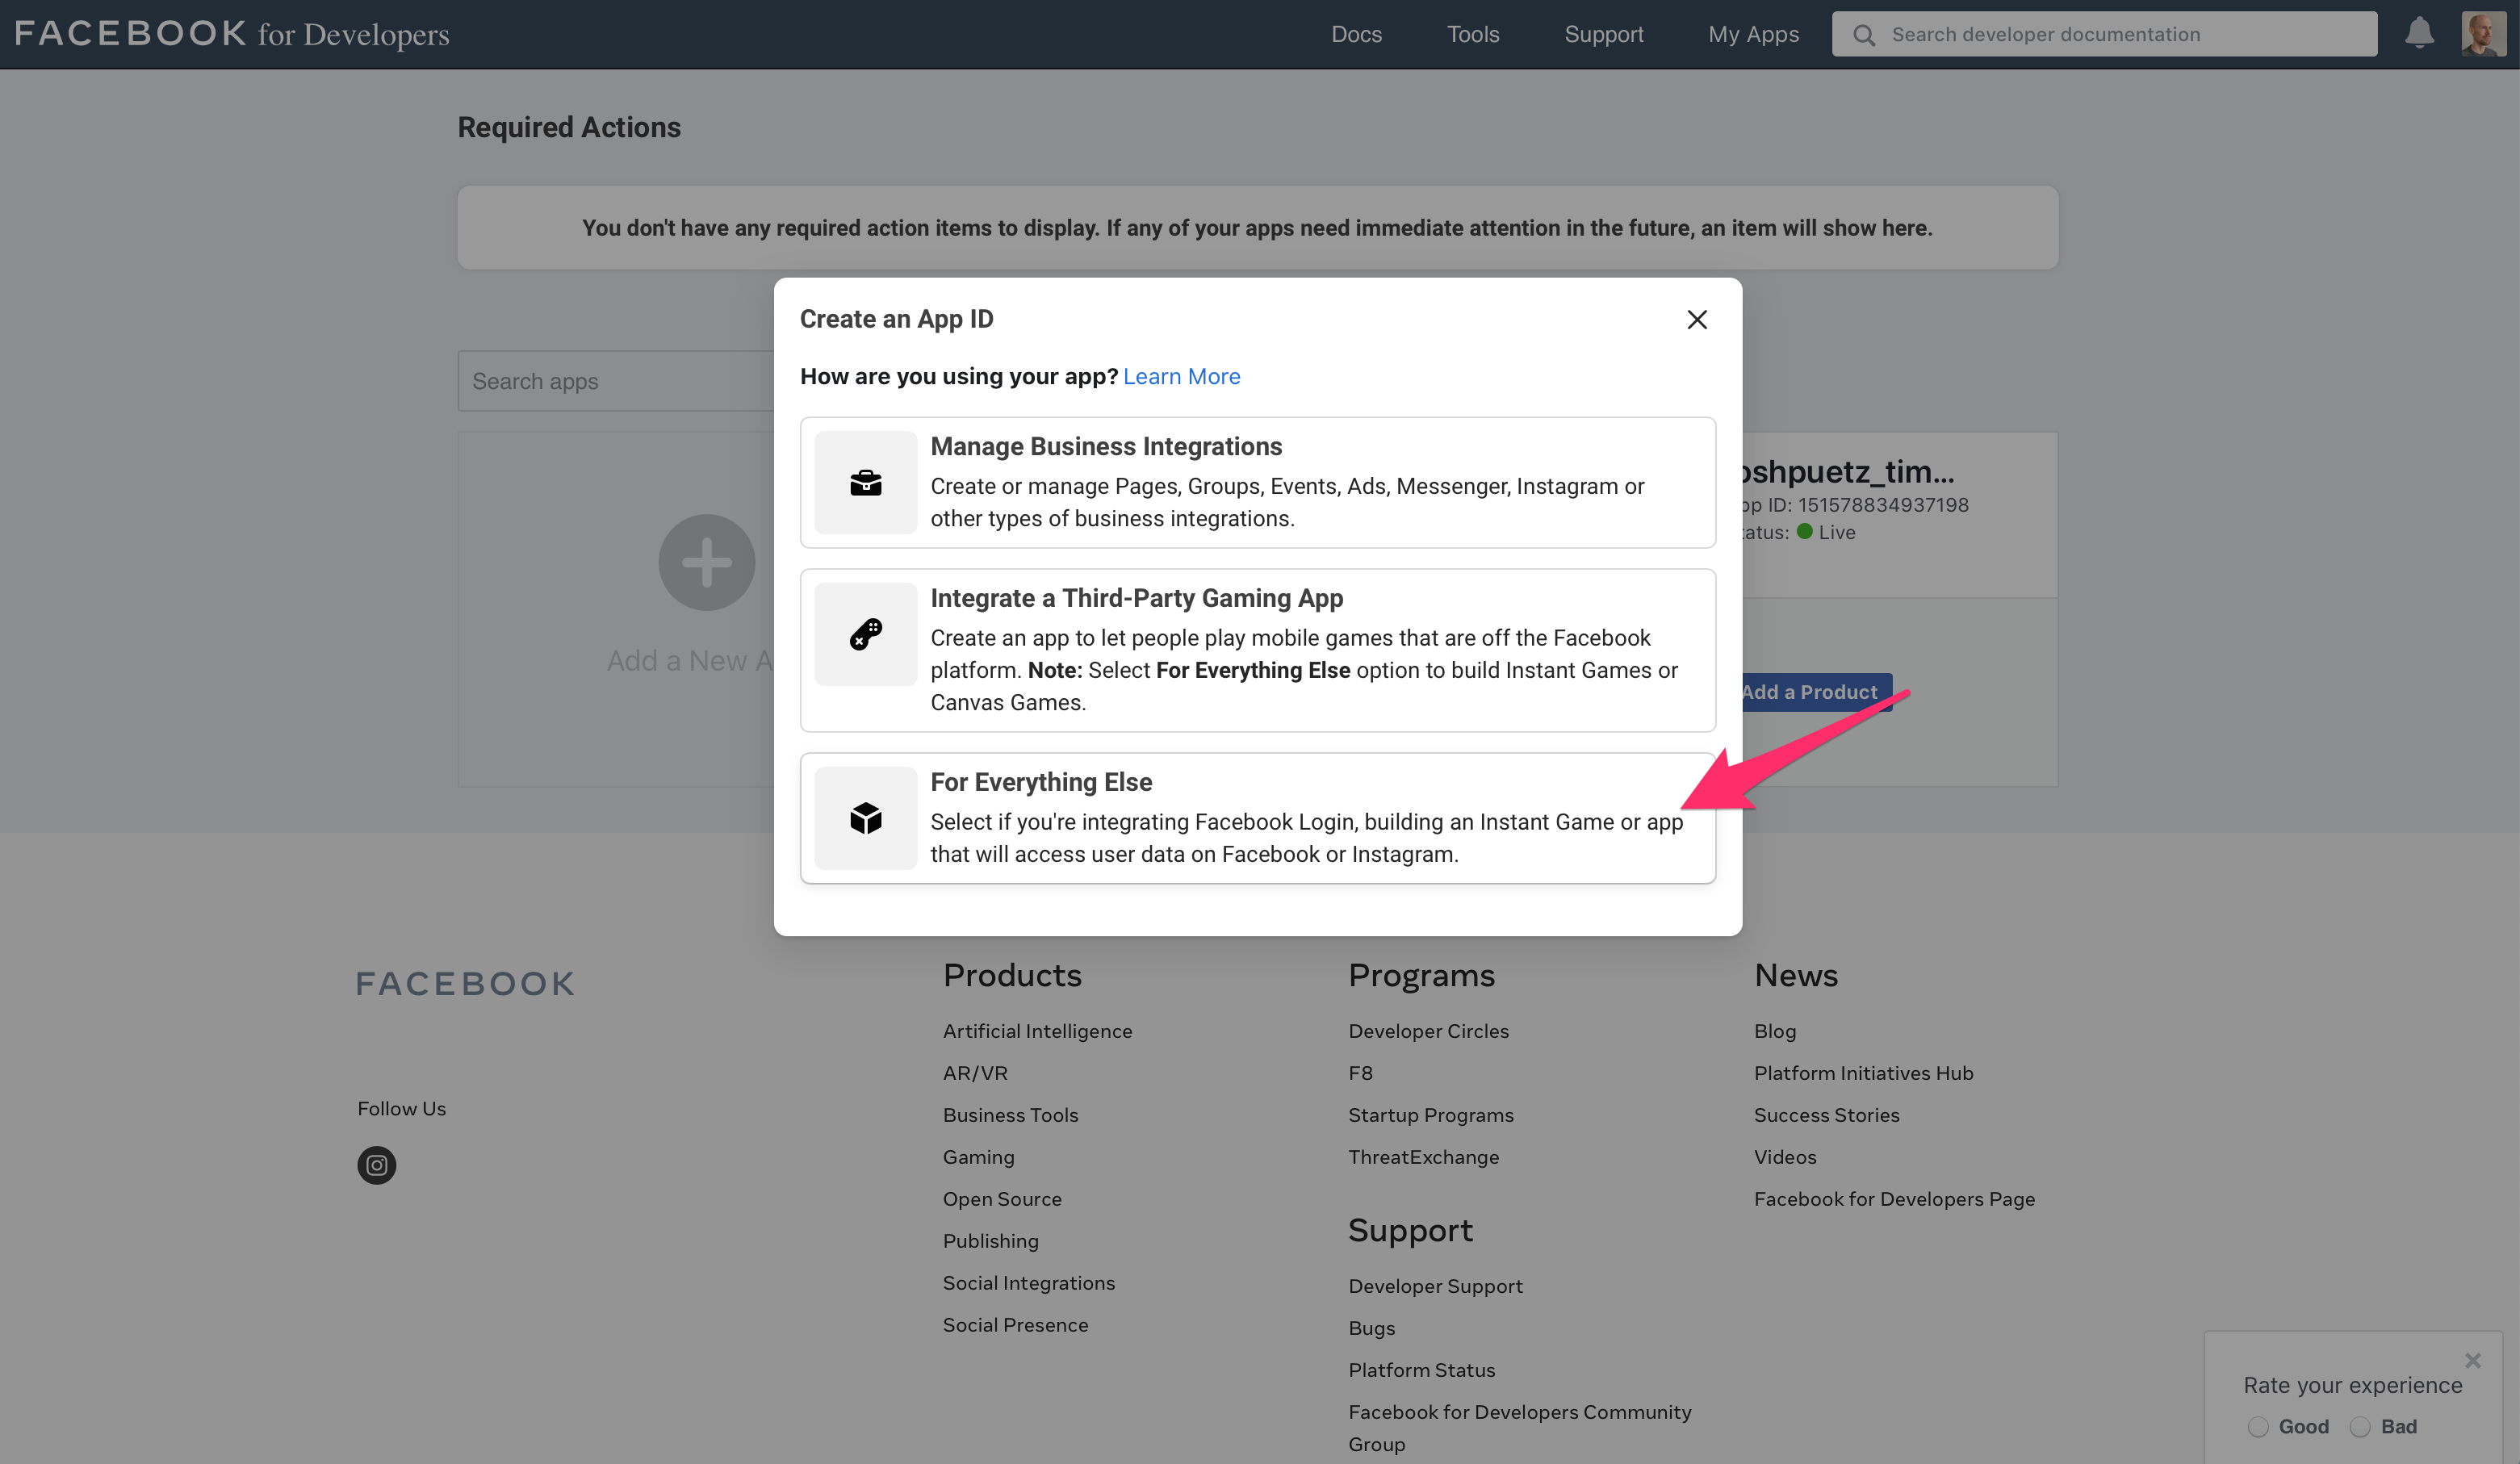 FACEBOOK for Developers
Docs
Tools
Support
My Apps
Search developer documentation
Required Actions
You don't have any required action items to display. If any of your apps need immediate attention in the future, an item will show here.
Create an App ID
How are you using your app? Learn More
Search apps
Manage Business Integrations
Create or manage Pages, Groups, Events, Ads, Messenger, Instagram or
other types of business integrations.
oshpuetz_tim...
pp ID: 151578834937198
tatus: Live
Integrate a Third-Party Gaming App
Create an app to let people play mobile games that are off the Facebook
platform. Note: Select For Everything Else option to build Instant Games or
Canvas Games.
Add a New A
Add a Product
For Everything Else
Select if you're integrating Facebook Login, building an Instant Game or app
that will access user data on Facebook or Instagram.
FACEBOOK
Follow Us
Products
Artificial Intelligence
AR/VR
Business Tools
Gaming
Open Source
Publishing
Social Integrations
Social Presence
Programs
Developer Circles
F8
Startup Programs
ThreatExchange
Support
Developer Support
Bugs
Platform Status
Facebook for Developers Community
Group
News
Blog
Platform Initiatives Hub
Success Stories
Videos
Facebook for Developers Page
Rate your experience
Good
Bad